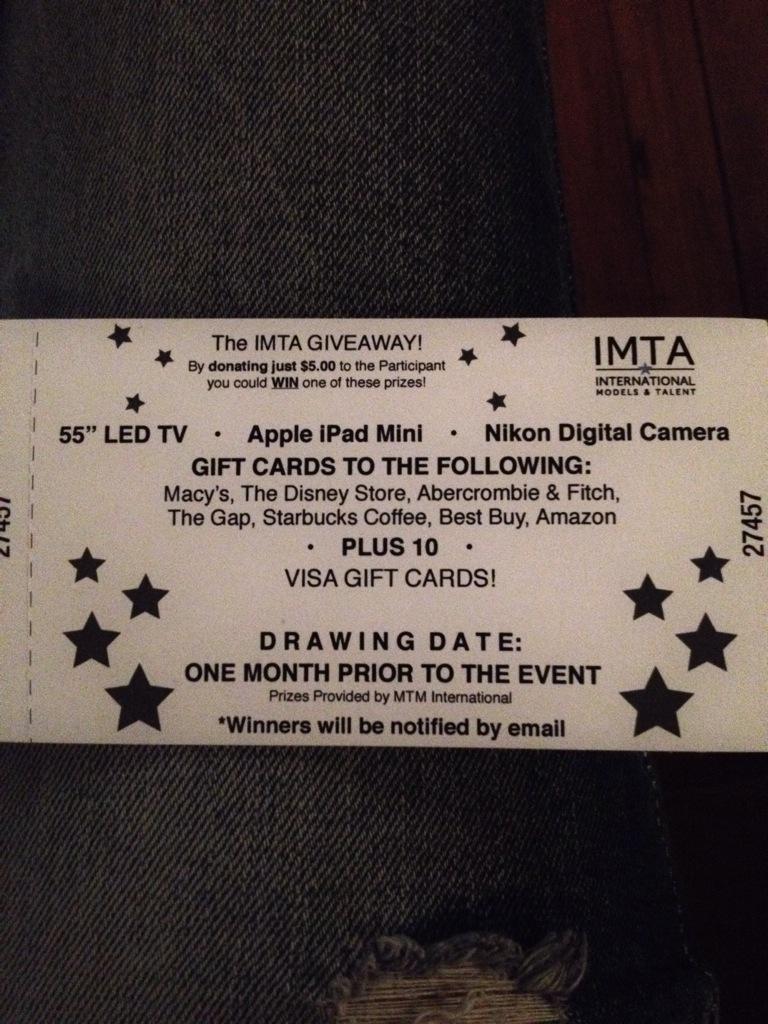 The IMTA GIVEAWAY!
By donating just $5.00 to the Participant
you could WIN one of these prizes!
IMTA
INTERNATIONAL
MODELS & TALENT
55" LED TV • Apple iPad Mini • Nikon Digital Camera
GIFT CARDS TO THE FOLLOWING:
Macy's, The Disney Store, Abercrombie & Fitch,
The Gap, Starbucks Coffee, Best Buy, Amazon
• PLUS 10 •
VISA GIFT CARDS!
DRAWING DATE:
ONE MONTH PRIOR TO THE EVENT
Prizes Provided by MTM International
*Winners will be notified by email
27457
27457